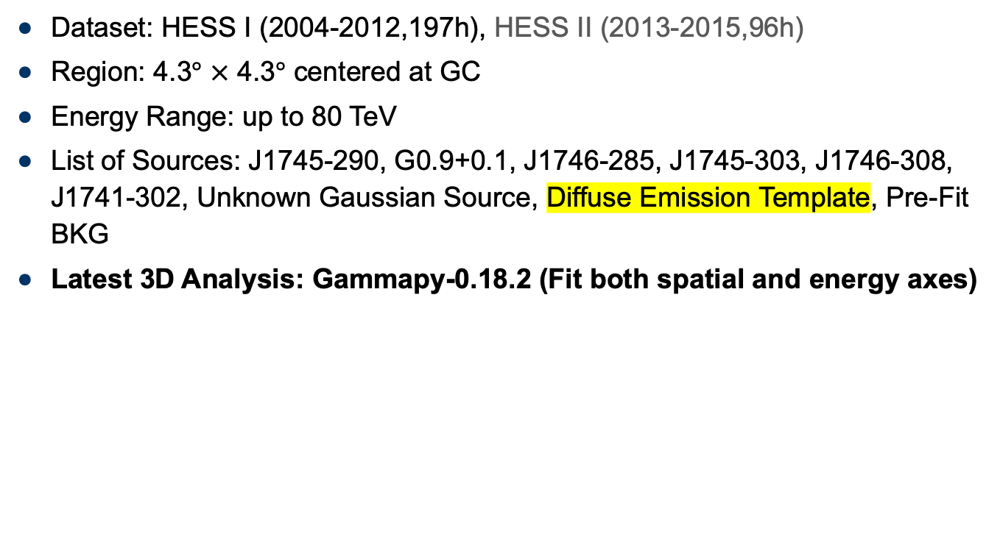 • Dataset: HESS I (2004-2012,197h), HESS II (2013-2015,96h)
• Region: 4.3° × 4.3° centered at GC
• Energy Range: up to 80 TeV
• List of Sources: J1745-290, G0.9+0.1, J1746-285, J1745-303, J1746-308,
J1741-302, Unknown Gaussian Source, Diffuse Emission Template, Pre-Fit
BKG
• Latest 3D Analysis: Gammapy-0.18.2 (Fit both spatial and energy axes)